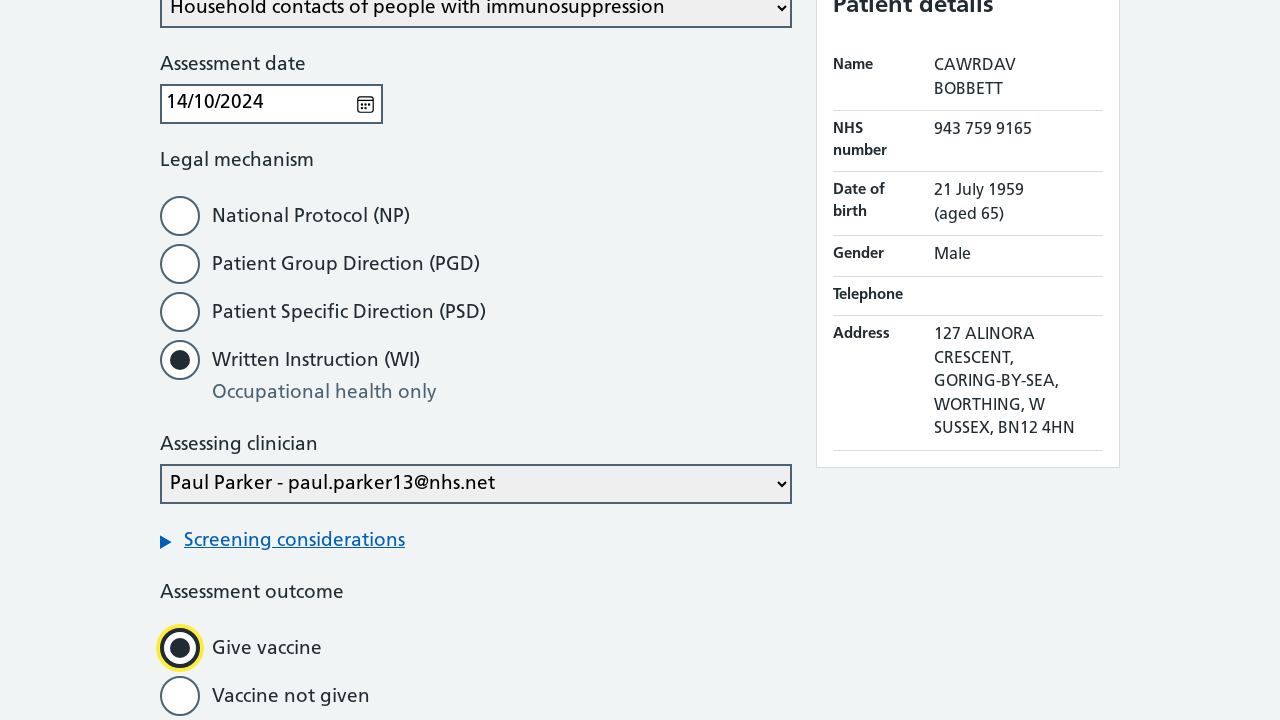 Household contacts of people with immunosuppression
Assessment date
14/10/2024
Legal mechanism
National Protocol (NP)
Patient Group Direction (PGD)
Patient Specific Direction (PSD)
Written Instruction (WI)
Occupational health only
Assessing clinician
Paul Parker - paul.parker13@nhs.net
Screening considerations
Assessment outcome
Give vaccine
Vaccine not given
Patient details
Name CAWRDAV
BOBBETT
NHS number 943 759 9165
Date of birth 21 July 1959
(aged 65)
Gender Male
Telephone
Address 127 ALINORA
CRESCENT,
GORING-BY-SEA,
WORTHING, W
SUSSEX, BN12 4HN